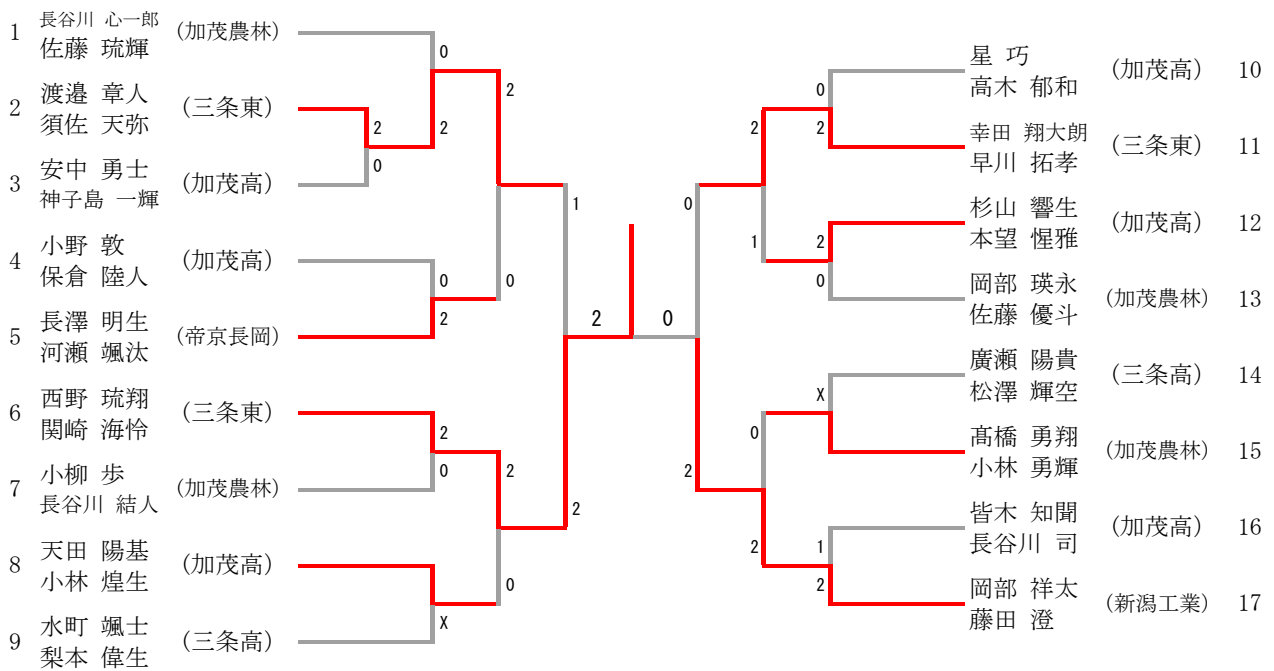 1 長谷川 心一郎 (加茂農林)
佐藤 琉輝
2 渡邉 章人 (三条東)
須佐 天弥
3 安中 勇士 (加茂高)
神子島 一輝
4 小野 敦 (加茂高)
保倉 陸人
5 長澤 明生 (帝京長岡)
河瀬 颯汰
6 西野 琉翔 (三条東)
関崎 海怜
7 小柳 歩 (加茂農林)
長谷川 結人
8 天田 陽基 (加茂高)
小林 煌生
9 水町 颯士 (三条高)
梨本 偉生
0
2
2
2
0
1
0
0
2
2
0
2
2
0
X
2 0
星 巧 (加茂高) 10
高木 郁和
幸田 翔大朗 (三条東) 11
早川 拓孝
杉山 響生 (加茂高) 12
本望 惺雅
岡部 瑛永 (加茂農林) 13
佐藤 優斗
廣瀬 陽貴 (三条高) 14
松澤 輝空
髙橋 勇翔 (加茂農林) 15
小林 勇輝
皆木 知聞 (加茂高) 16
長谷川 司
岡部 祥太 (新潟工業) 17
藤田 澄
0
2
2
0
1
2
0
X
0
2
2
1
2